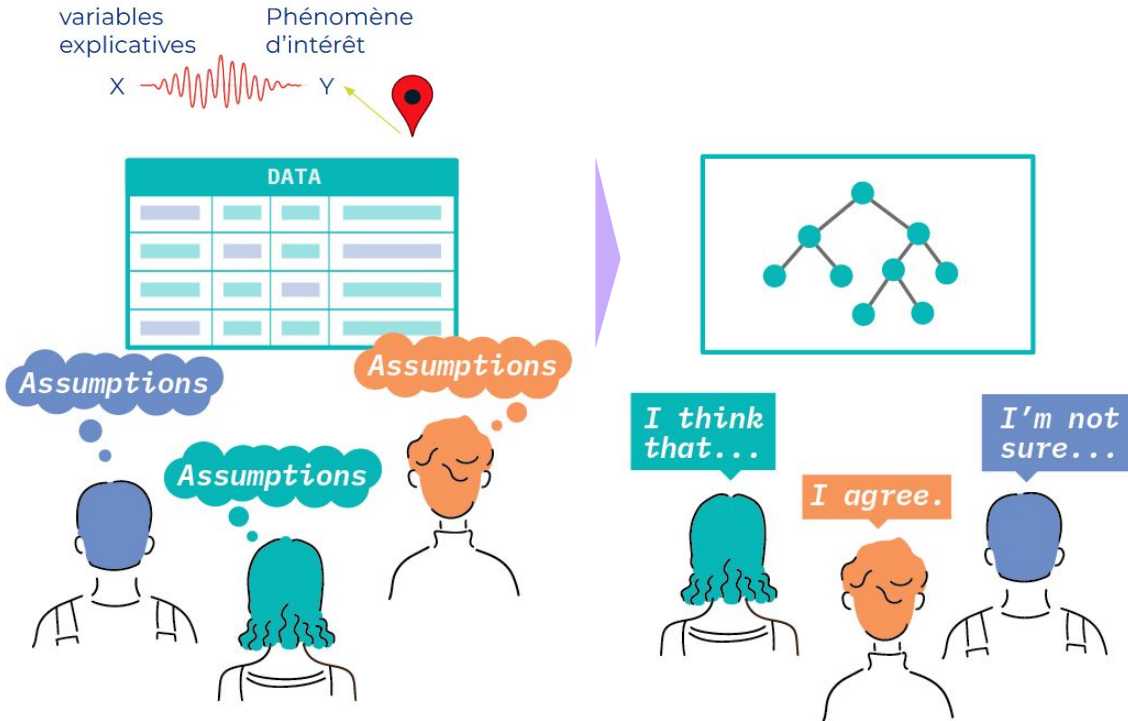 variables
explicatives
Phénomène
d'intérêt
X
Y
DATA
Assumptions
Assumptions
Assumptions
I think
that...
I agree.
I'm not
sure...